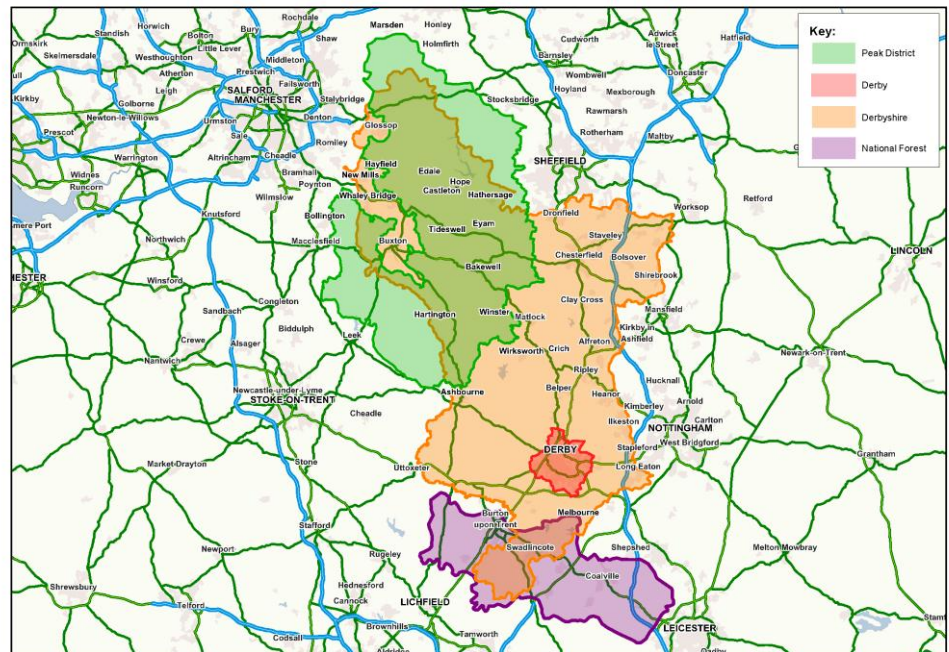 Key:
Peak District
Derby
Derbyshire
National Forest
Rochdale
Marsden
Honley
Standish
Horwich
Bury
Holmfirth
Cudworth
Adwick
le Street
Hatfield
Ormskirk
Bolton
Shaw
Little Lever
Middleton
Skelmersdale
Westhoughton
Barnsley
Doncaster
Prestwich
Atherton
Wombwell
Leigh
Failsworth
Hoyland
Mexborough
Kirkby
SALFORD
MANCHESTER
Stalybridge
Stocksbridge
Golborne
Rawmarsh
Newton-le-Willows
Denton
Urmston
Glossop
Rotherham
Maltby
Prescot
Sale
Romiley
Warrington
Altrincham
Cheadle
Hayfield
SHEFFIELD
Widnes
Bramhall
New Mills
Edale
Hope
Runcorn
Poynton
Castleton
Hathersage
Wilmslow
Whaley Bridge
Worksop
Retford
Knutsford
Bollington
Dronfield
mere Port
Eyam
Tideswell
Staveley
Northwich
Macclesfield
Buxton
Chesterfield
Bolsover
LINCOLN
HESTER
Winsford
Bakewell
Shirebrook
Congleton
Clay Cross
Sandbach
Hartington
Winster
Matlock
Mansfield
Biddulph
Kirkby in
Ashfield
Crewe
Alsager
Leek
Alfreton
Wirksworth
Crich
Nantwich
Newark-on-Trent
Ripley
Newcastle-under-Lyme
Ashbourne
Belper
Hucknall
STOKE-ON-TRENT
Heanor
Arnold
Cheadle
Kimberley
Carlton
Ilkeston
NOTTINGHAM
DERBY
Stapleford
West Bridgford
Grantham
Market-Drayton
Stone
Uttoxeter
Long Eaton
Burton
upon Trent
Melbourne
Stafford
Newport
Rugeley
Swadlincote
Shepshed
Melton Mowbray
Shrewsbury
Hednesford
Coalville
Cannock
Telford
LICHFIELD
Brownhills
LEICESTER
Codsall
Tamworth